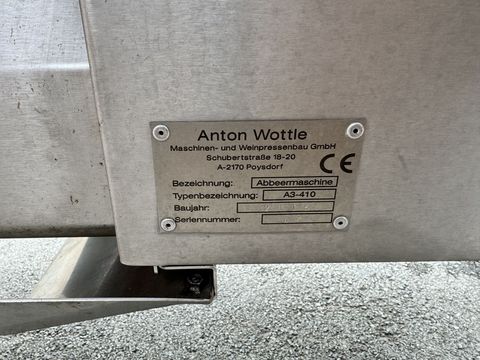 Anton Wottle
Maschinen- und Weinpressenbau GmbH
Schubertstraße 18-20
A-2170 Poysdorf
CE
Bezeichnung: Abbeermaschine
Typenbezeichnung: A3-410
Baujahr:
Seriennummer: